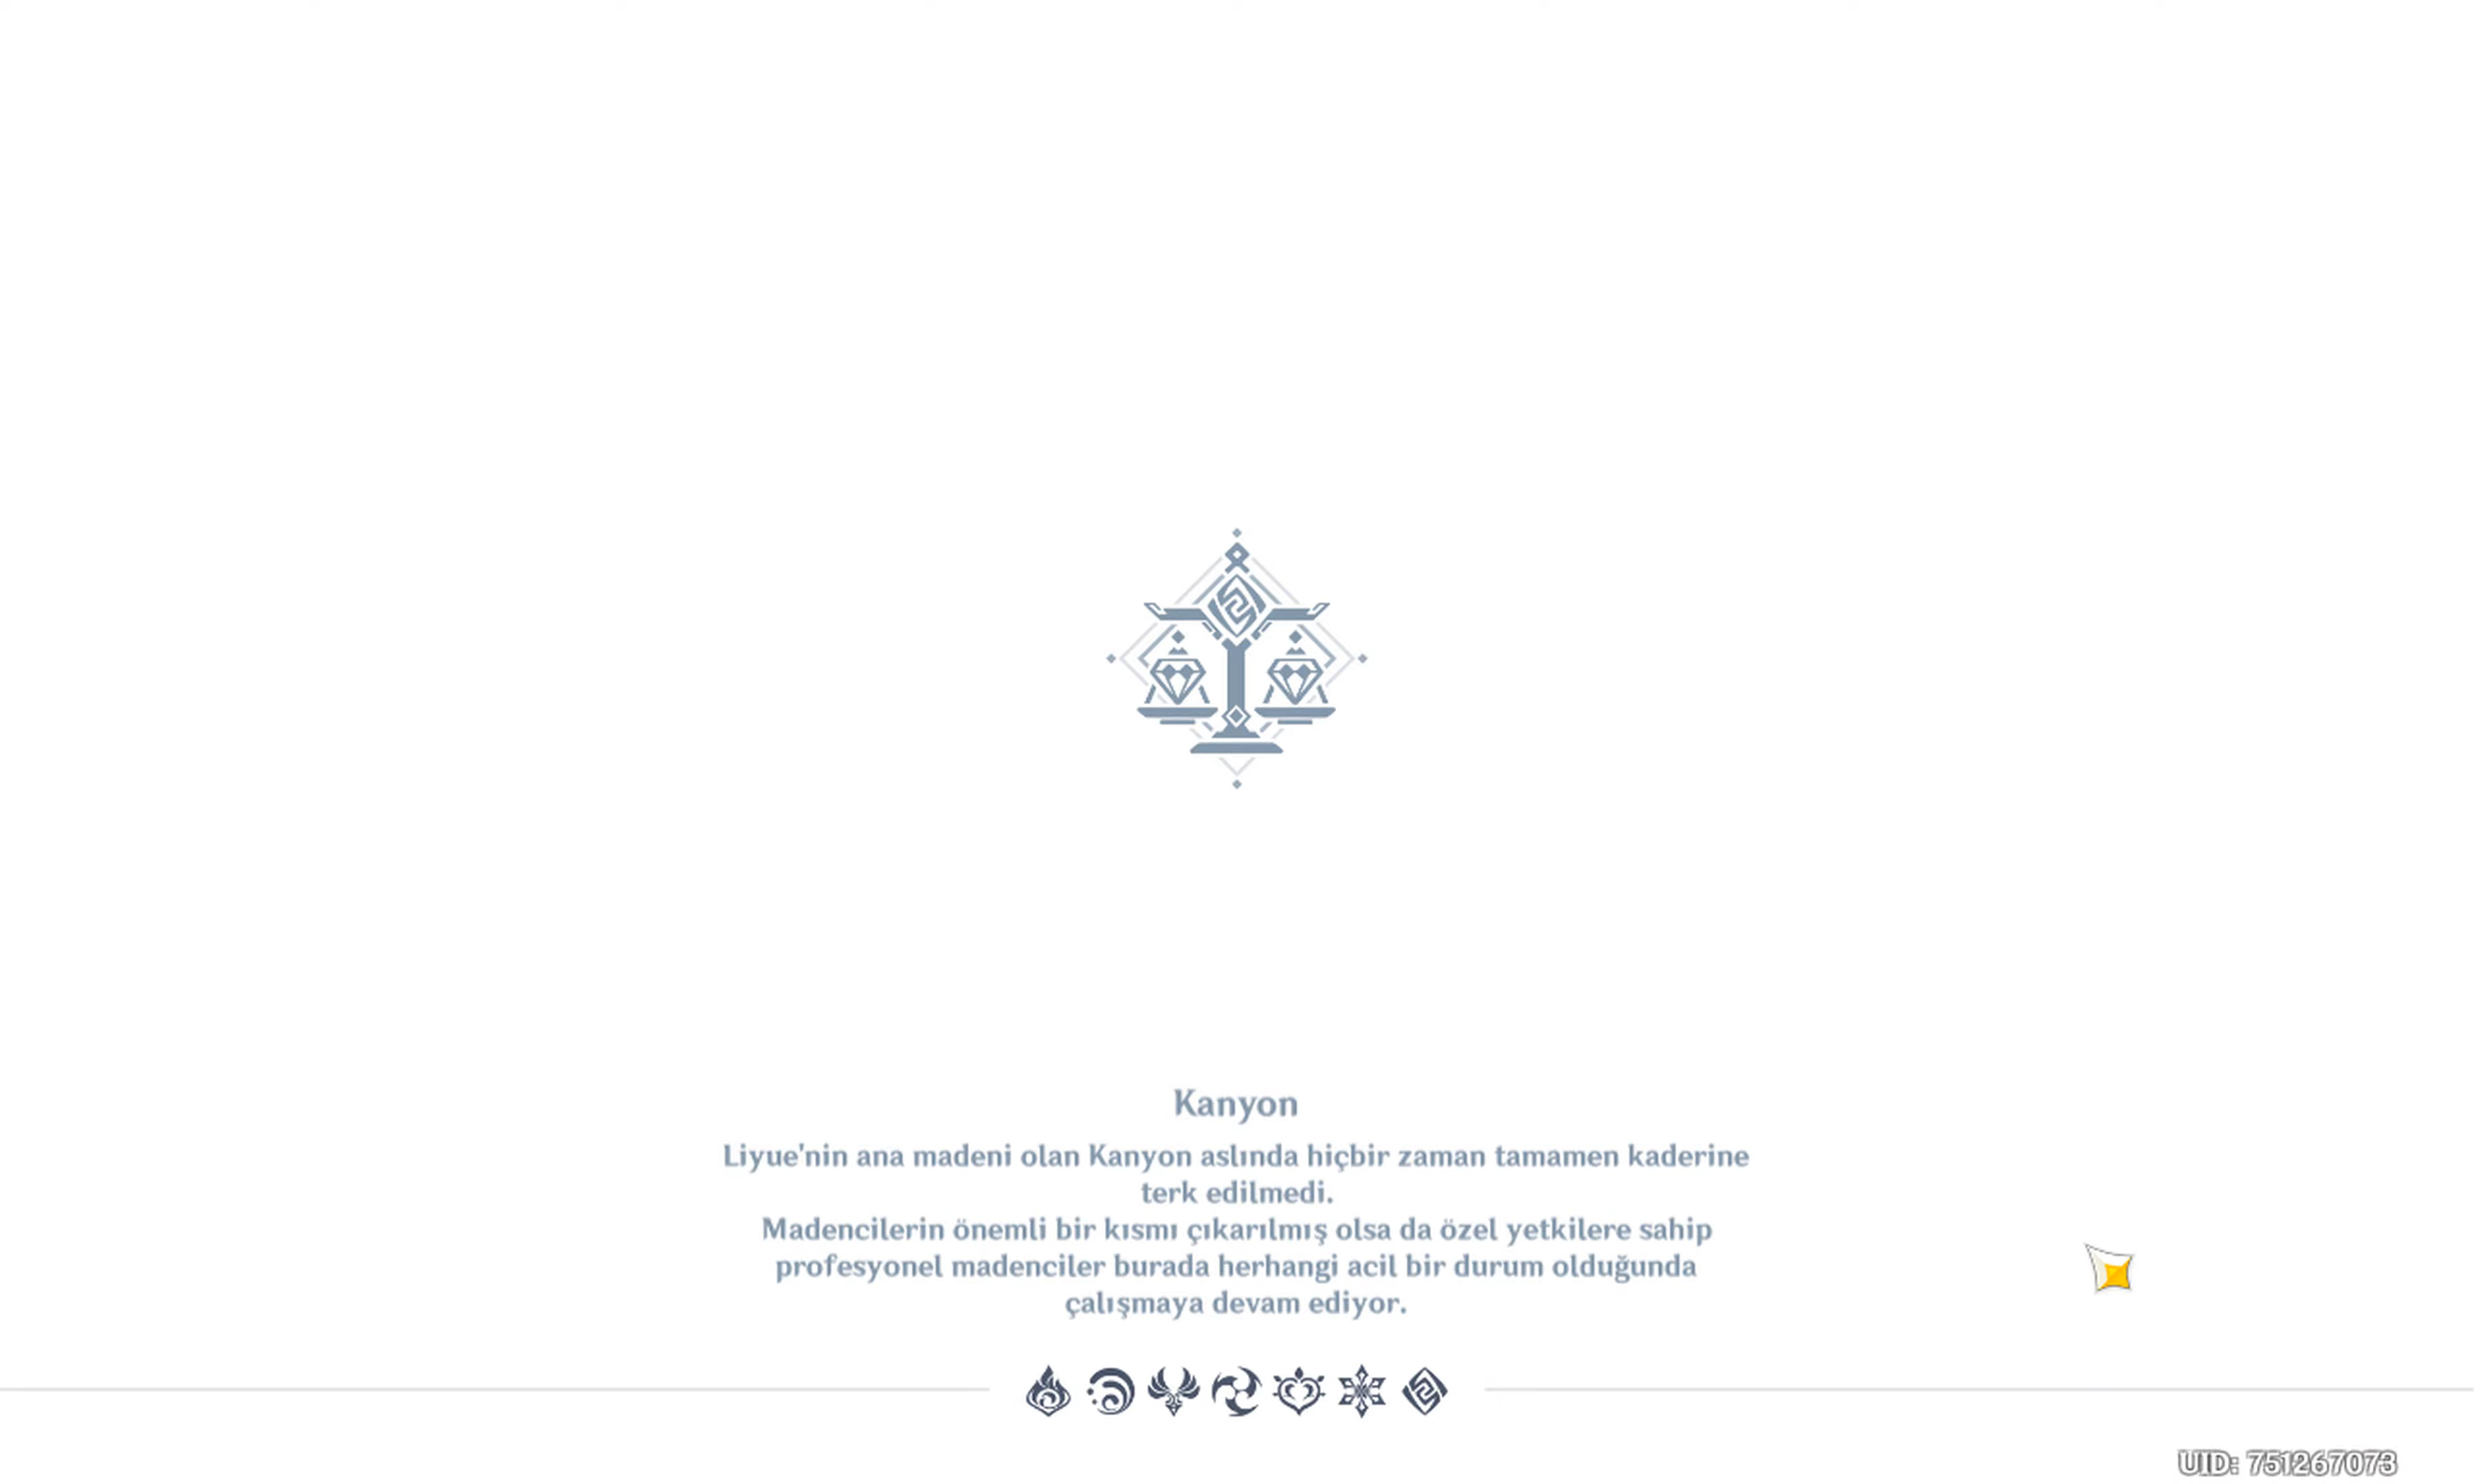 Kanyon
Liyue'nin ana madeni olan Kanyon aslında hiçbir zaman tamamen kaderine
terk edilmedi.
Madencilerin önemli bir kısmı çıkarılmış olsa da özel yetkilere sahip
profesyonel madenciler burada herhangi acil bir durum olduğunda
çalışmaya devam ediyor.
UID: 751267073